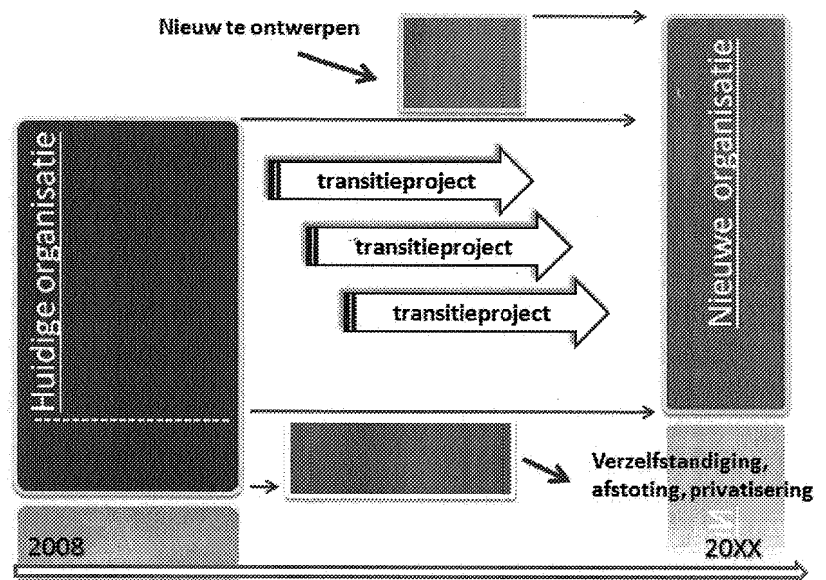 Nieuw te ontwerpen
Huidige organisatie
Nieuwe organisatie
transitieproject
transitieproject
transitieproject
Verzelfstandiging,
afstoting, privatisering
2008
20XX